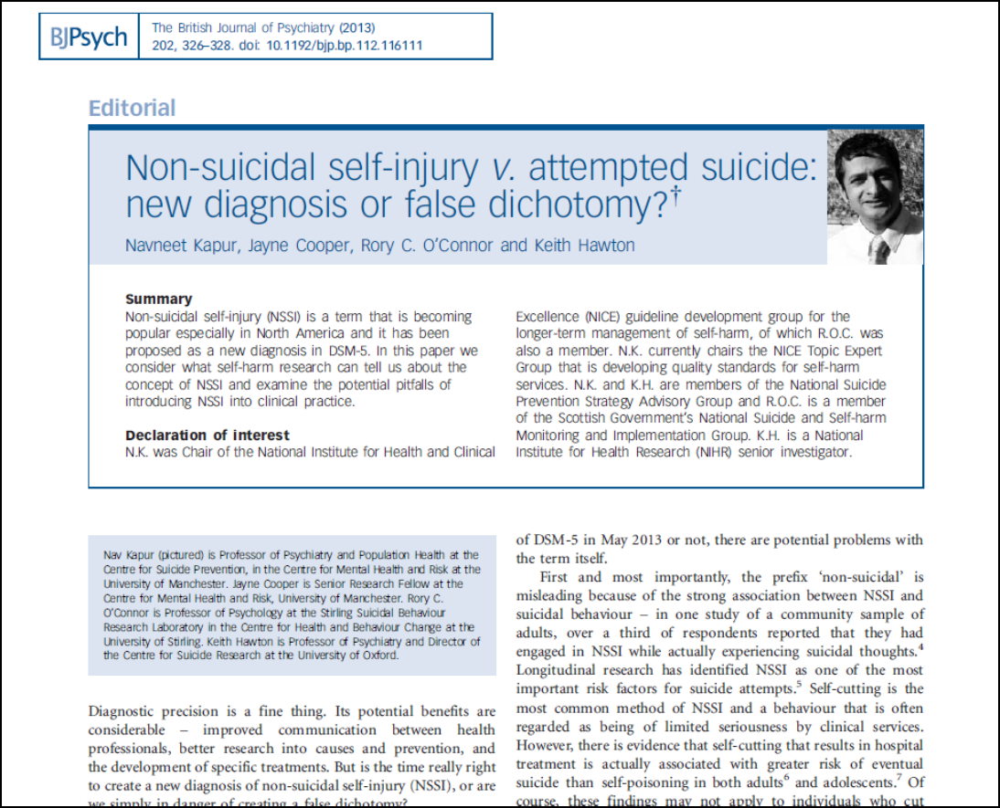 BJPsych
The British Journal of Psychiatry (2013)
202, 326–328. doi: 10.1192/bjp.bp.112.116111
Editorial
Non-suicidal self-injury v. attempted suicide:
new diagnosis or false dichotomy?†
Navneet Kapur, Jayne Cooper, Rory C. O'Connor and Keith Hawton
Summary
Non-suicidal self-injury (NSSI) is a term that is becoming
popular especially in North America and it has been
proposed as a new diagnosis in DSM-5. In this paper we
consider what self-harm research can tell us about the
concept of NSSI and examine the potential pitfalls of
introducing NSSI into clinical practice.
Declaration of interest
N.K. was Chair of the National Institute for Health and Clinical
Excellence (NICE) guideline development group for the
longer-term management of self-harm, of which R.O.C. was
also a member. N.K. currently chairs the NICE Topic Expert
Group that is developing quality standards for self-harm
services. N.K. and K.H. are members of the National Suicide
Prevention Strategy Advisory Group and R.O.C. is a member
of the Scottish Government's National Suicide and Self-harm
Monitoring and Implementation Group. K.H. is a National
Institute for Health Research (NIHR) senior investigator.
Nav Kapur (pictured) is Professor of Psychiatry and Population Health at the
Centre for Suicide Prevention, in the Centre for Mental Health and Risk at the
University of Manchester. Jayne Cooper is Senior Research Fellow at the
Centre for Mental Health and Risk, University of Manchester. Rory C.
O'Connor is Professor of Psychology at the Stirling Suicidal Behaviour
Research Laboratory in the Centre for Health and Behaviour Change at the
University of Stirling. Keith Hawton is Professor of Psychiatry and Director of
the Centre for Suicide Research at the University of Oxford.
Diagnostic precision is a fine thing. Its potential benefits are
considerable – improved communication between health
professionals, better research into causes and prevention, and
the development of specific treatments. But is the time really right
to create a new diagnosis of non-suicidal self-injury (NSSI), or are
we simply in danger of creating a false dichotomy?
of DSM-5 in May 2013 or not, there are potential problems with
the term itself.
First and most importantly, the prefix 'non-suicidal' is
misleading because of the strong association between NSSI and
suicidal behaviour – in one study of a community sample of
adults, over a third of respondents reported that they had
engaged in NSSI while actually experiencing suicidal thoughts.4
Longitudinal research has identified NSSI as one of the most
important risk factors for suicide attempts.5 Self-cutting is the
most common method of NSSI and a behaviour that is often
regarded as being of limited seriousness by clinical services.
However, there is evidence that self-cutting that results in hospital
treatment is actually associated with greater risk of eventual
suicide than self-poisoning in both adults6 and adolescents.7 Of
course, these findings may not apply to individuals who cut